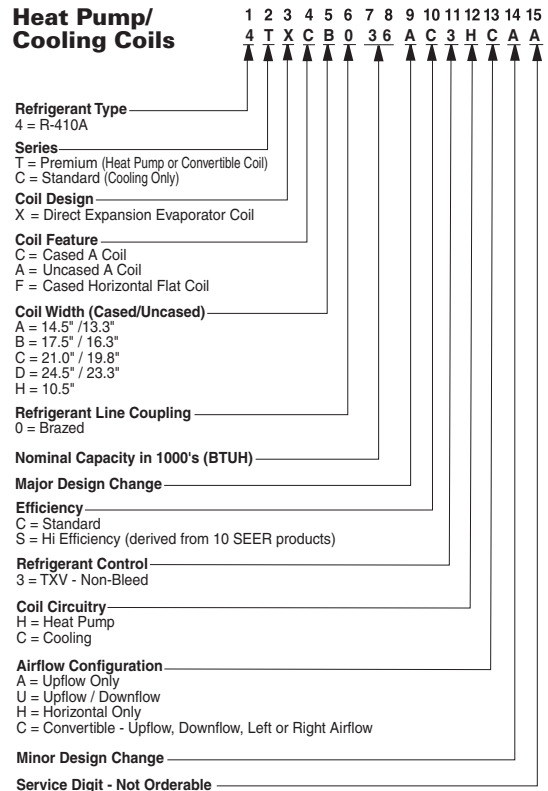 Heat Pump/
Cooling Coils
1 2 3 4 5 6 7 8 9 10 11 12 13 14 15
4 T X C B 0 3 6 A C 3 H C A A
Refrigerant Type
4 = R-410A
Series
T = Premium (Heat Pump or Convertible Coil)
C = Standard (Cooling Only)
Coil Design
X = Direct Expansion Evaporator Coil
Coil Feature
C = Cased A Coil
A = Uncased A Coil
F = Cased Horizontal Flat Coil
Coil Width (Cased/Uncased)
A = 14.5" /13.3"
B = 17.5" / 16.3"
C = 21.0" / 19.8"
D = 24.5" / 23.3"
H = 10.5"
Refrigerant Line Coupling
0 = Brazed
Nominal Capacity in 1000's (BTUH)
Major Design Change
Efficiency
C = Standard
S = Hi Efficiency (derived from 10 SEER products)
Refrigerant Control
3 = TXV - Non-Bleed
Coil Circuitry
H = Heat Pump
C = Cooling
Airflow Configuration
A = Upflow Only
U = Upflow / Downflow
H = Horizontal Only
C = Convertible - Upflow, Downflow, Left or Right Airflow
Minor Design Change
Service Digit - Not Orderable